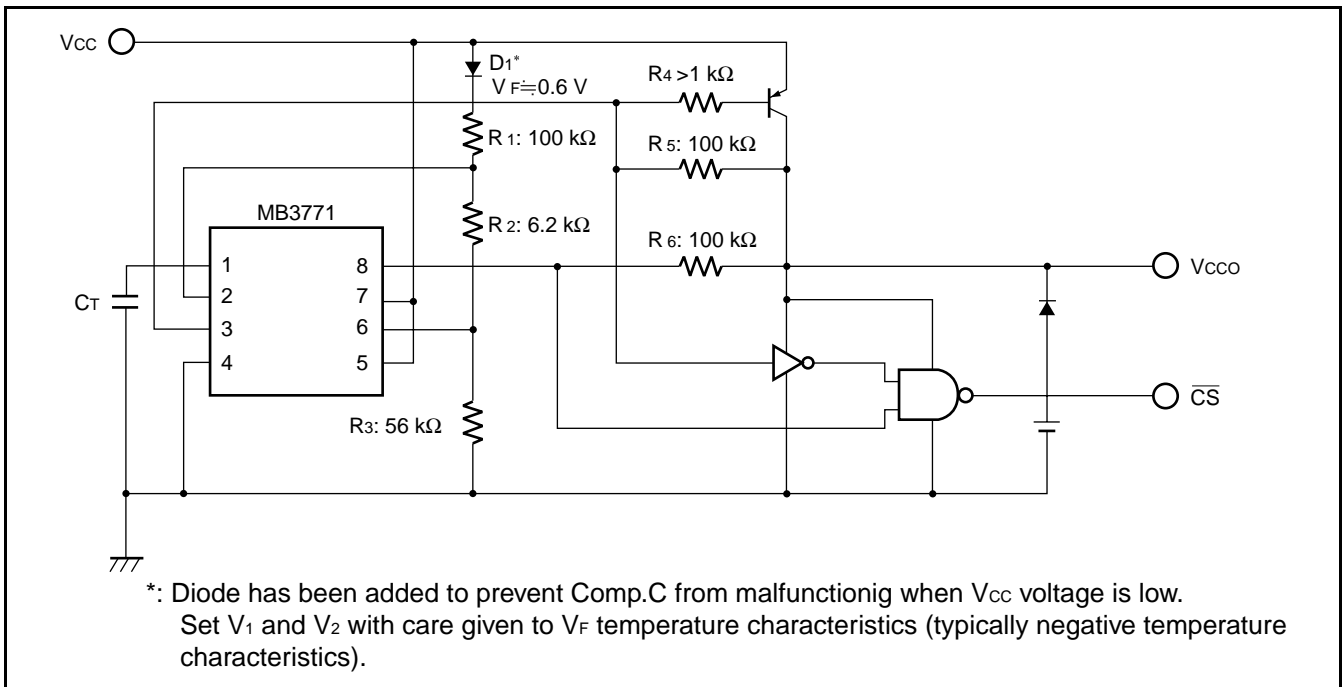 VCC
D1*
VF≒0.6 V
R4 >1 kΩ
R1: 100 kΩ
R5: 100 kΩ
MB3771
R2: 6.2 kΩ
R6: 100 kΩ
1 8
VCCO
CT
2 7
3 6
4 5
R3: 56 kΩ
C̅S̅
*: Diode has been added to prevent Comp.C from malfunctionig when VCC voltage is low.
Set V1 and V2 with care given to VF temperature characteristics (typically negative temperature
characteristics).